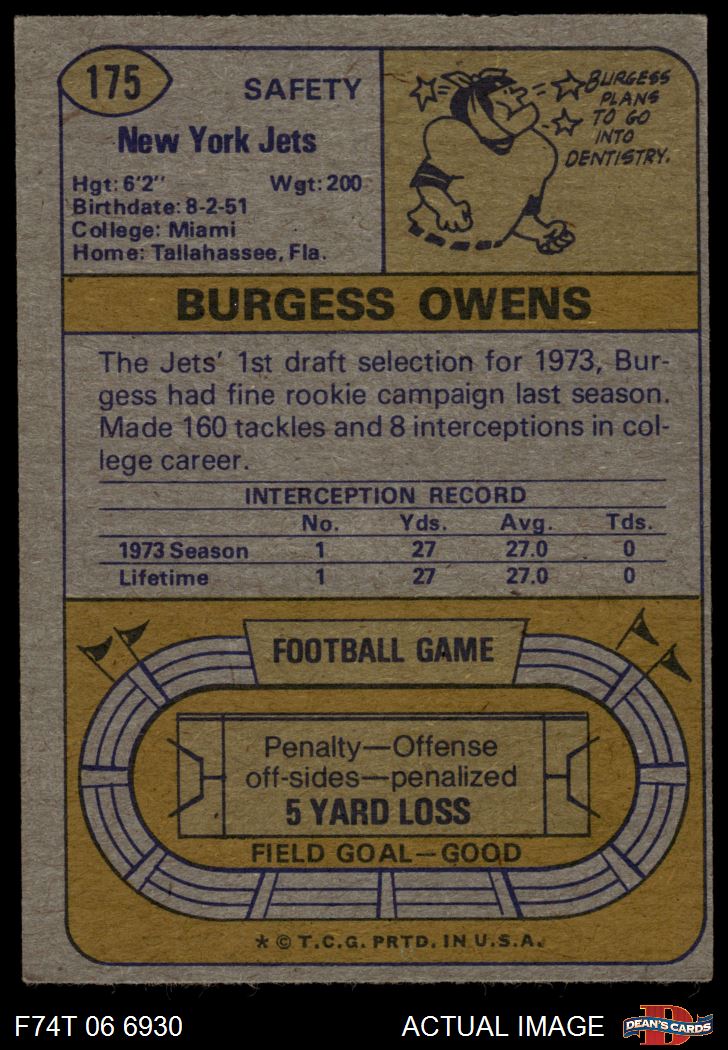 175
SAFETY
New York Jets
Hgt: 6'2" Wgt: 200
Birthdate: 8-2-51
College: Miami
Home: Tallahassee, Fla.
BURGESS
PLANS
TO GO
INTO
DENTISTRY.
BURGESS OWENS
The Jets' 1st draft selection for 1973, Bur-
gess had fine rookie campaign last season.
Made 160 tackles and 8 interceptions in col-
lege career.
INTERCEPTION RECORD
No. Yds. Avg. Tds.
1973 Season 1 27 27.0 0
Lifetime 1 27 27.0 0
FOOTBALL GAME
Penalty—Offense
off-sides—penalized
5 YARD LOSS
FIELD GOAL—GOOD
* © T.C.G. PRTD. IN U.S.A.
F74T 06 6930 ACTUAL IMAGE
D
DEAN'S CARDS